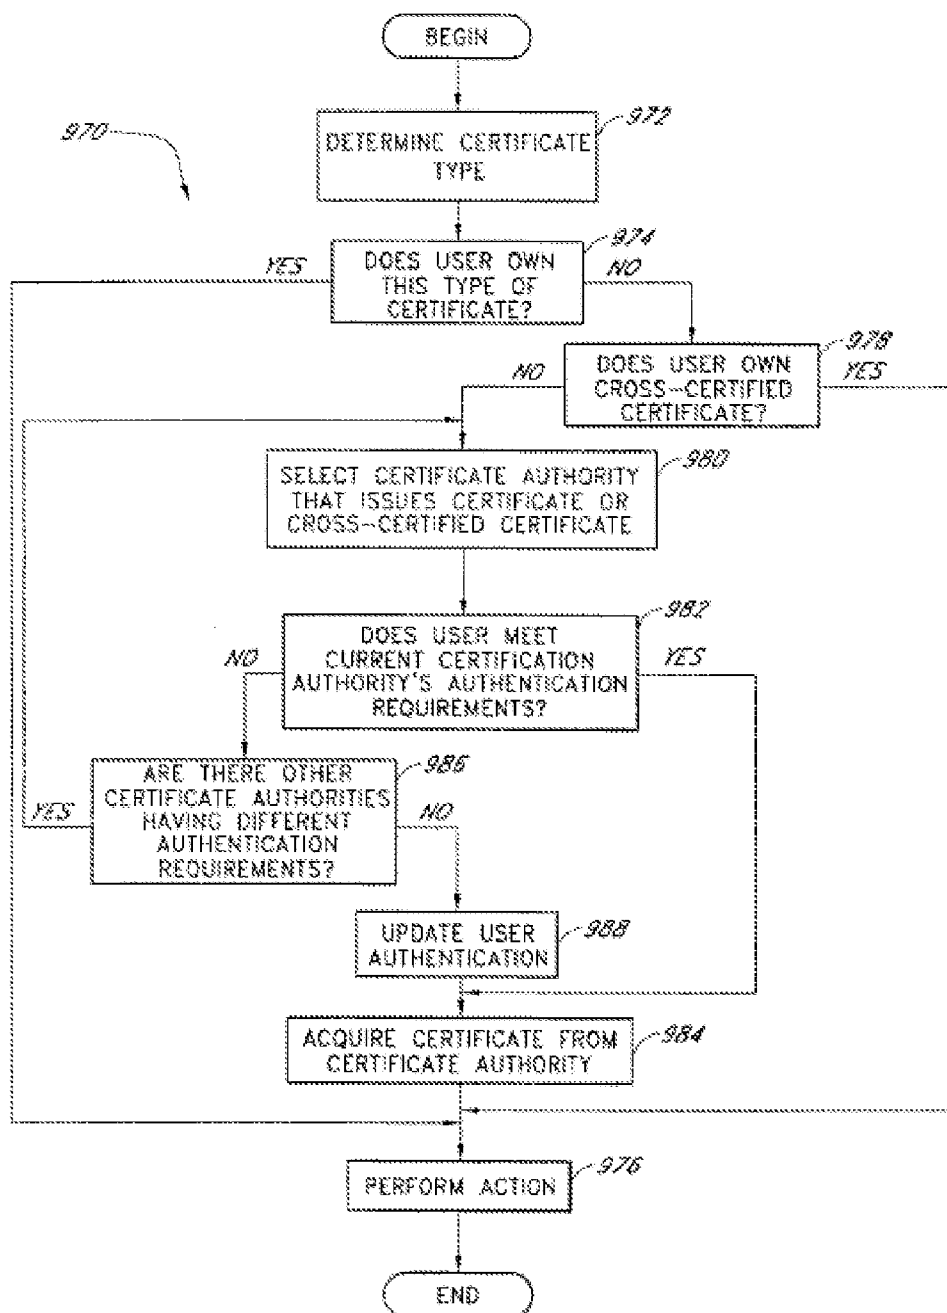 BEGIN
970
972
DETERMINE CERTIFICATE
TYPE
974
YES
DOES USER OWN
THIS TYPE OF
CERTIFICATE?
NO
978
NO
DOES USER OWN
CROSS-CERTIFIED
CERTIFICATE?
YES
980
SELECT CERTIFICATE AUTHORITY
THAT ISSUES CERTIFICATE OR
CROSS-CERTIFIED CERTIFICATE
982
NO
DOES USER MEET
CURRENT CERTIFICATION
AUTHORITY'S AUTHENTICATION
REQUIREMENTS?
YES
986
YES
ARE THERE OTHER
CERTIFICATE AUTHORITIES
HAVING DIFFERENT
AUTHENTICATION
REQUIREMENTS?
NO
988
UPDATE USER
AUTHENTICATION
984
ACQUIRE CERTIFICATE FROM
CERTIFICATE AUTHORITY
976
PERFORM ACTION
END